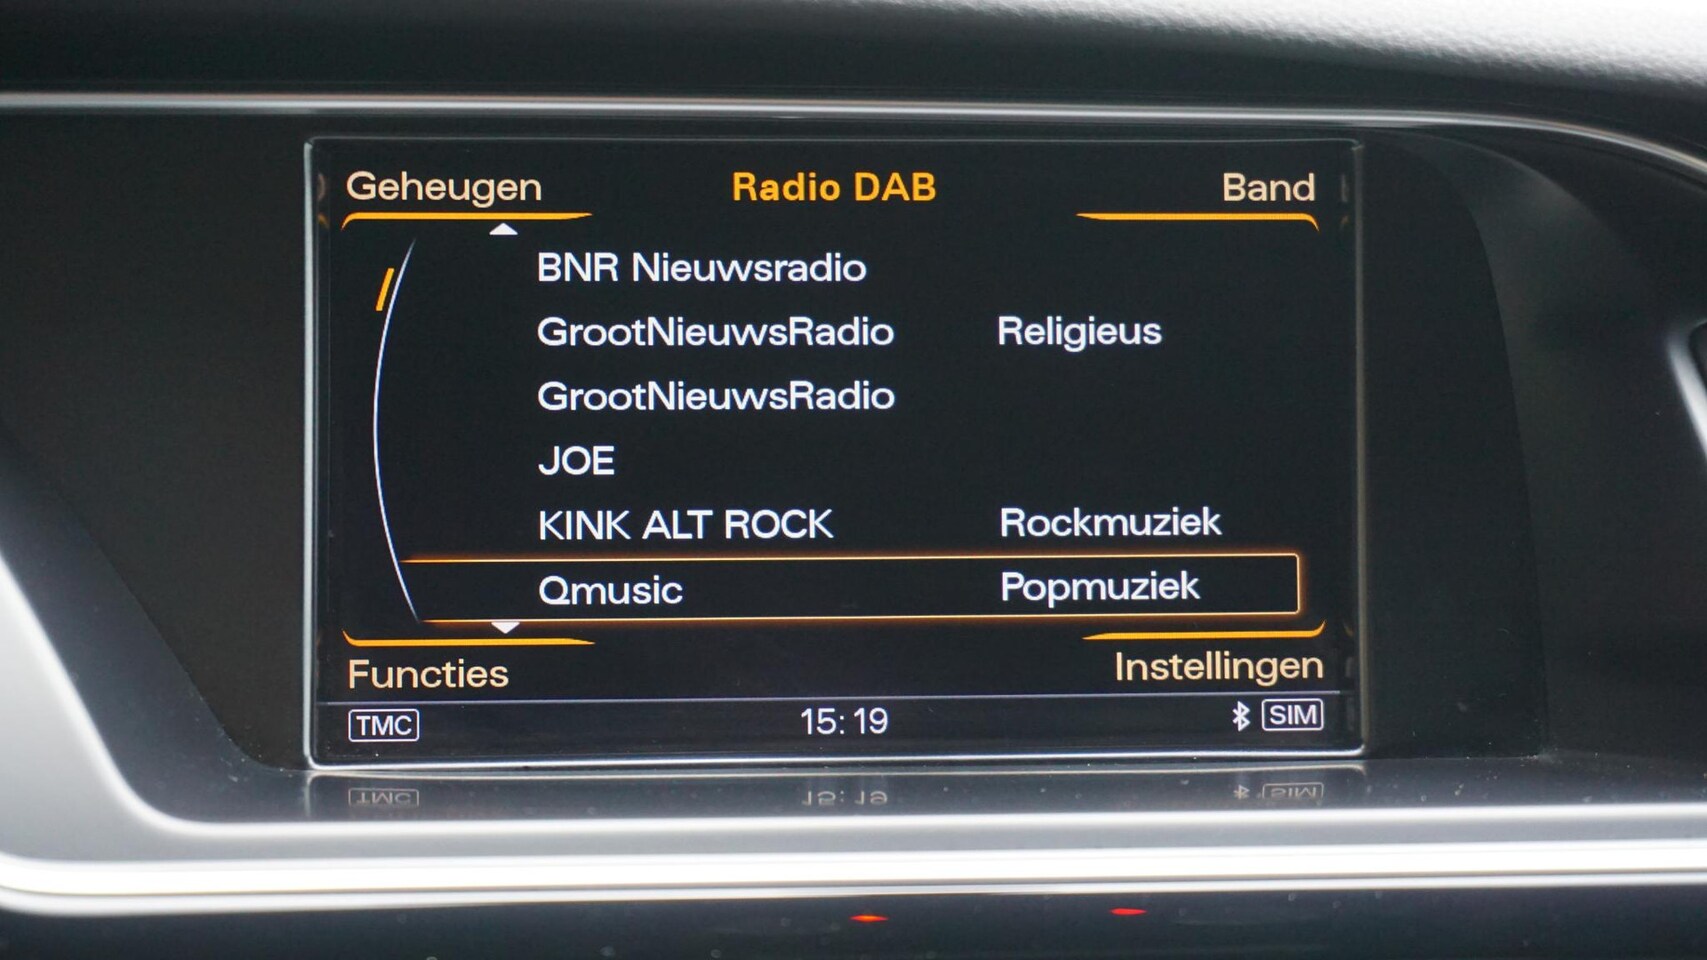 Geheugen Radio DAB Band
BNR Nieuwsradio
GrootNieuwsRadio Religieus
GrootNieuwsRadio
JOE
KINK ALT ROCK Rockmuziek
Qmusic Popmuziek
Functies Instellingen
TMC 15:19 SIM